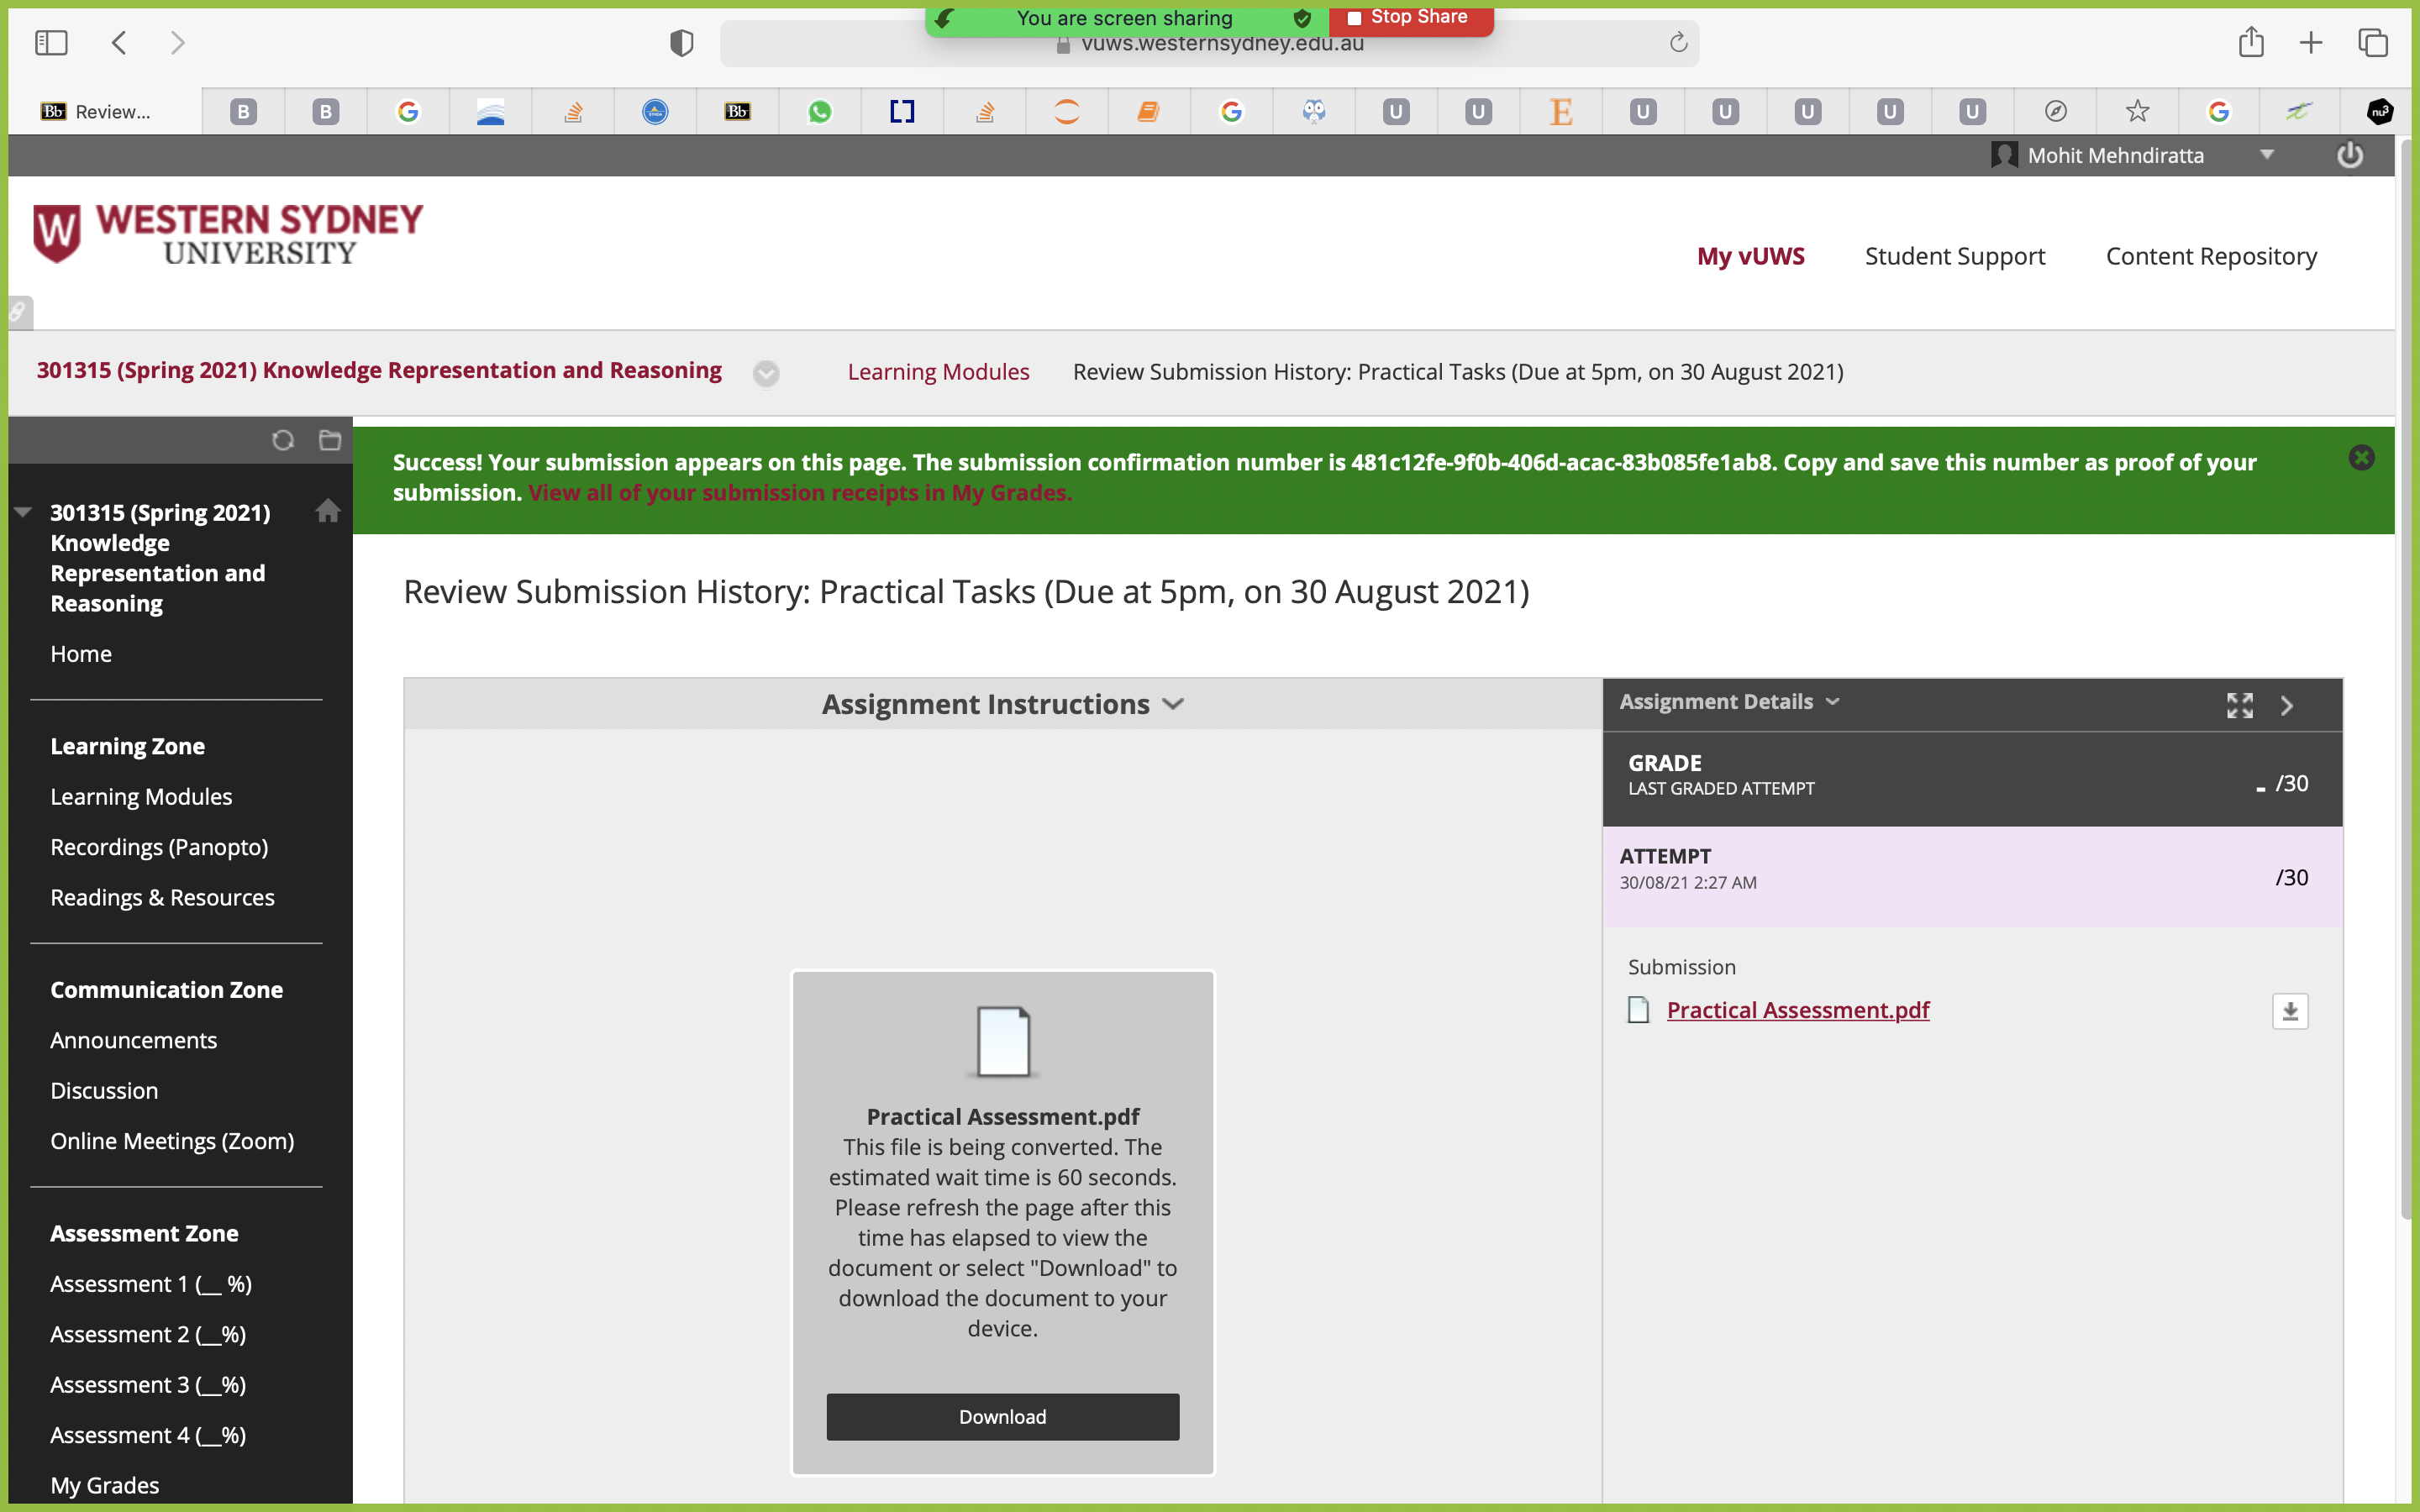 You are screen sharing
Stop Share
vuws.westernsydney.edu.au
Bb Review...
B
B
Bb
U
U
E
U
U
U
U
U
nu3
Mohit Mehndiratta
W WESTERN SYDNEY
UNIVERSITY
My vUWS
Student Support
Content Repository
301315 (Spring 2021) Knowledge Representation and Reasoning
Learning Modules
Review Submission History: Practical Tasks (Due at 5pm, on 30 August 2021)
Success! Your submission appears on this page. The submission confirmation number is 481c12fe-9f0b-406d-acac-83b085fe1ab8. Copy and save this number as proof of your
submission. View all of your submission receipts in My Grades.
301315 (Spring 2021)
Knowledge
Representation and
Reasoning
Home
Learning Zone
Learning Modules
Recordings (Panopto)
Readings & Resources
Communication Zone
Announcements
Discussion
Online Meetings (Zoom)
Assessment Zone
Assessment 1 (__ %)
Assessment 2 (__%)
Assessment 3 (__%)
Assessment 4 (__%)
My Grades
Review Submission History: Practical Tasks (Due at 5pm, on 30 August 2021)
Assignment Instructions
Practical Assessment.pdf
This file is being converted. The
estimated wait time is 60 seconds.
Please refresh the page after this
time has elapsed to view the
document or select "Download" to
download the document to your
device.
Download
Assignment Details
GRADE
LAST GRADED ATTEMPT
- /30
ATTEMPT
30/08/21 2:27 AM
/30
Submission
Practical Assessment.pdf